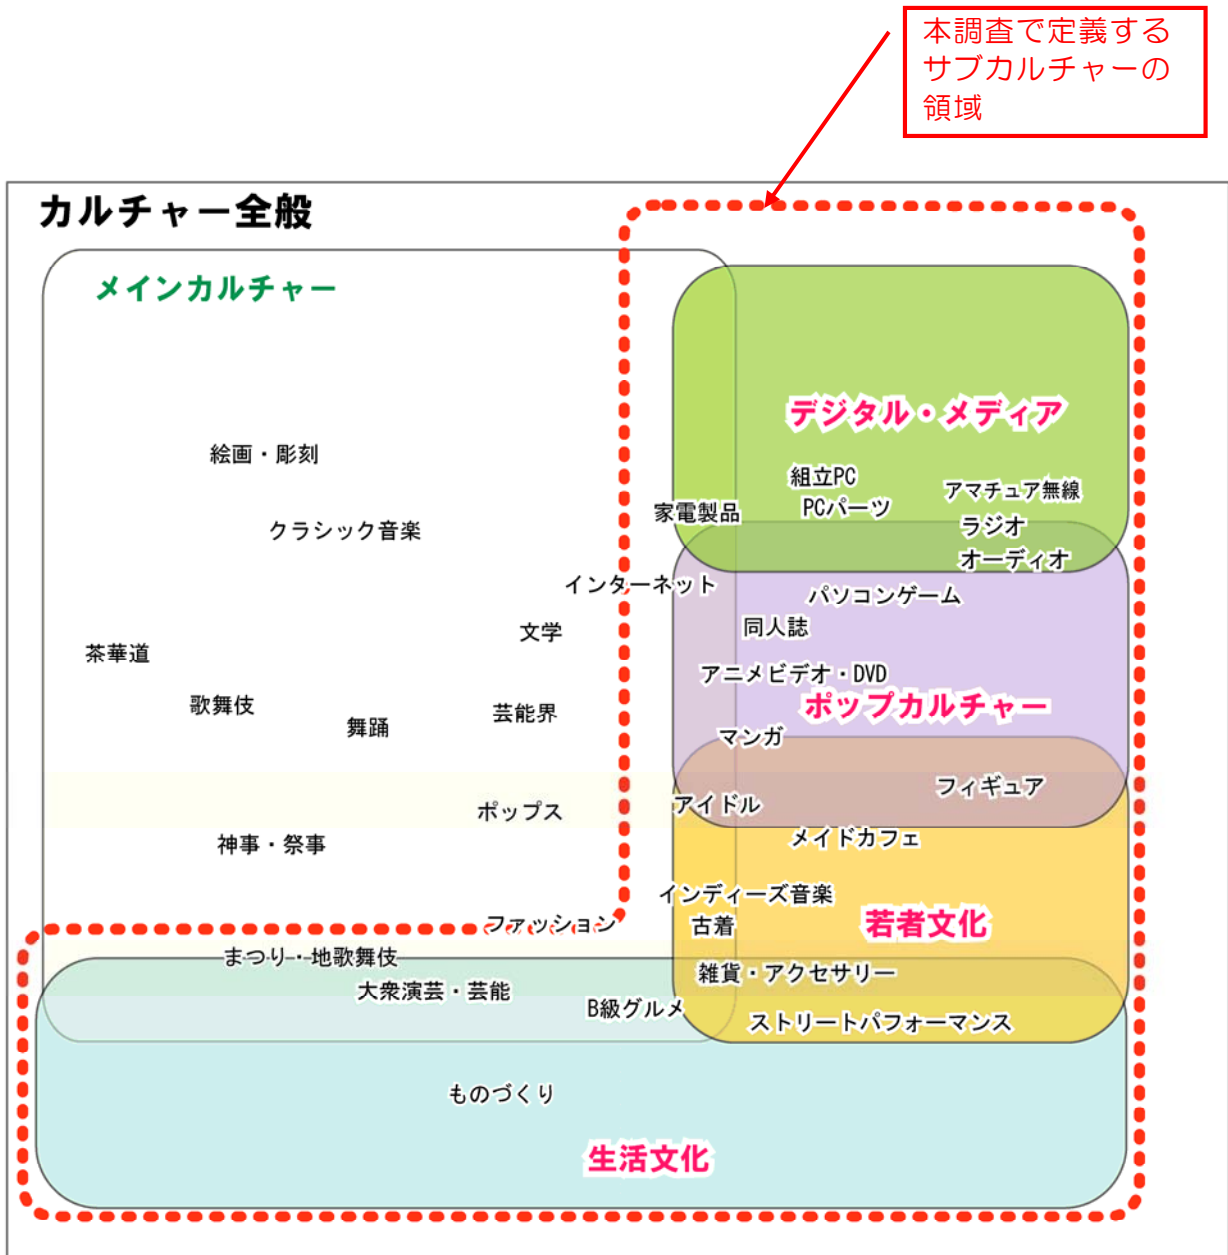 本調査で定義する
サブカルチャーの
領域
カルチャー全般
メインカルチャー
デジタル・メディア
絵画・彫刻
組立PC
アマチュア無線
家電製品
PCパーツ
クラシック音楽
ラジオ
オーディオ
インターネット
パソコンゲーム
文学
同人誌
茶華道
アニメビデオ・DVD
歌舞伎
ポップカルチャー
舞踊
芸能界
マンガ
フィギュア
アイドル
ポップス
メイドカフェ
神事・祭事
インディーズ音楽
ファッション
古着
若者文化
まつり・地歌舞伎
雑貨・アクセサリー
大衆演芸・芸能
B級グルメ
ストリートパフォーマンス
ものづくり
生活文化